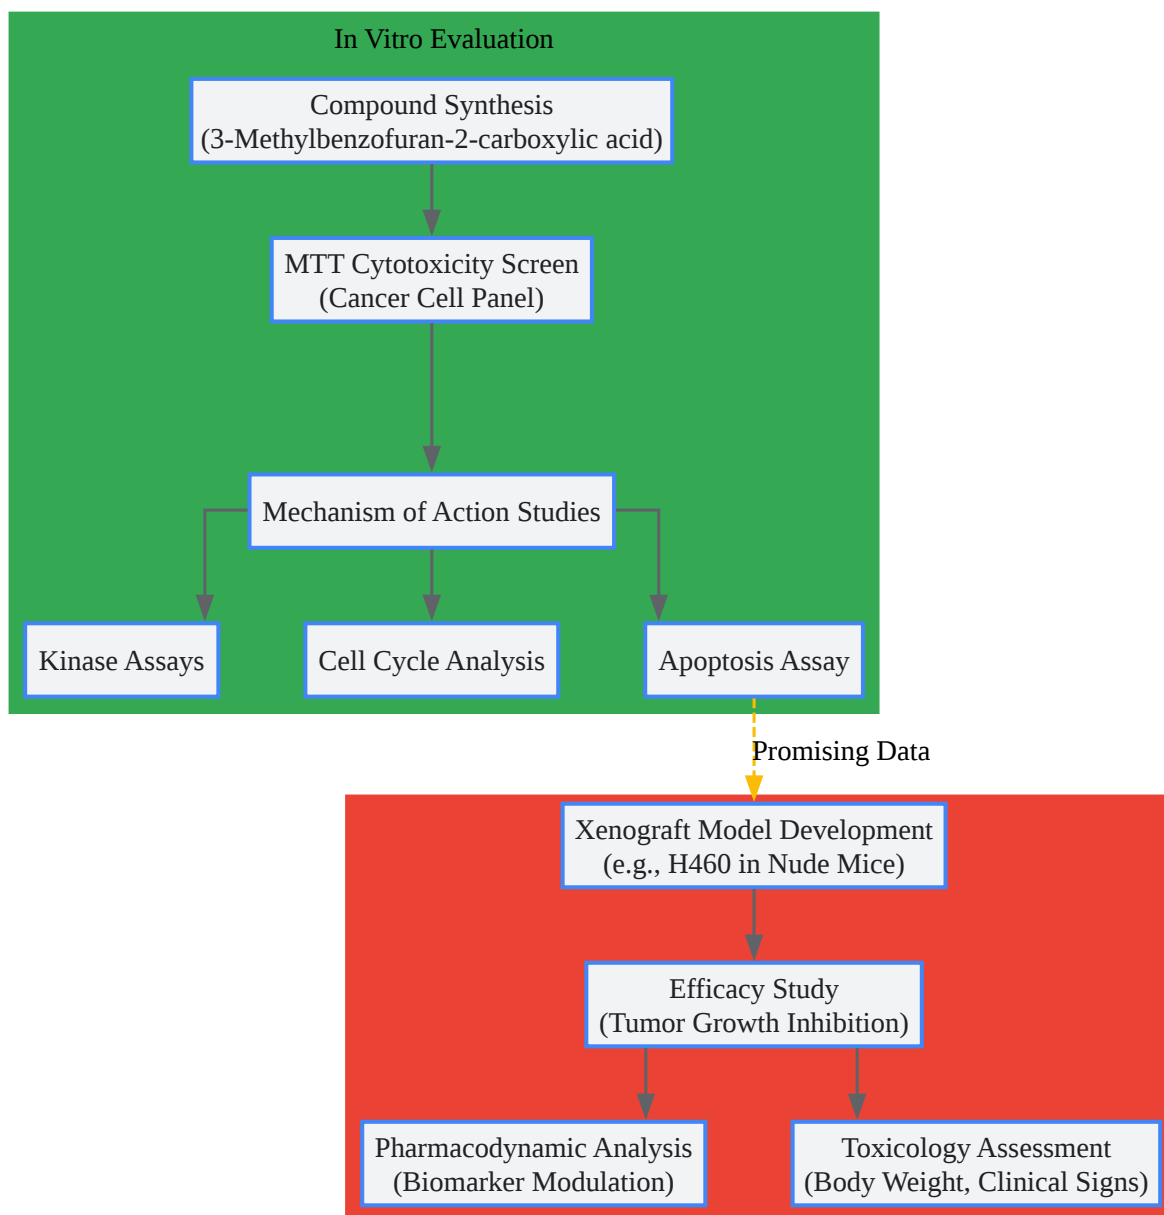 In Vitro Evaluation
Compound Synthesis
(3-Methylbenzofuran-2-carboxylic acid)
MTT Cytotoxicity Screen
(Cancer Cell Panel)
Mechanism of Action Studies
Kinase Assays
Cell Cycle Analysis
Apoptosis Assay
Promising Data
Xenograft Model Development
(e.g., H460 in Nude Mice)
Efficacy Study
(Tumor Growth Inhibition)
Pharmacodynamic Analysis
(Biomarker Modulation)
Toxicology Assessment
(Body Weight, Clinical Signs)